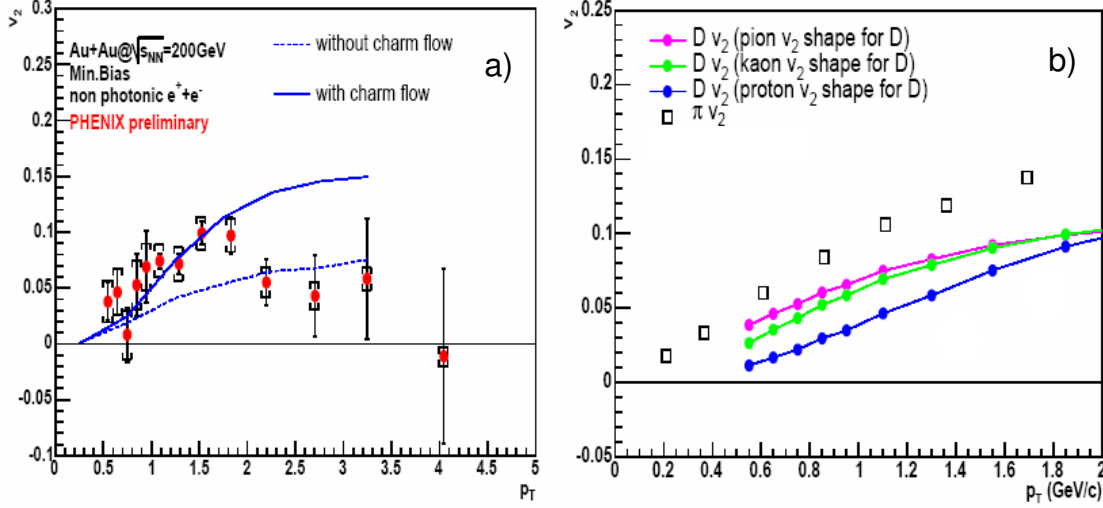 v₂
0.3
0.25
0.2
0.15
0.1
0.05
0
-0.05
-0.1
Au+Au@√s_NN=200GeV
Min.Bias
non photonic e⁺+e⁻
PHENIX preliminary
without charm flow
with charm flow
a)
0 0.5 1 1.5 2 2.5 3 3.5 4 4.5 5
p_T
v₂
0.25
0.2
0.15
0.1
0.05
0
-0.05
D v₂ (pion v₂ shape for D)
D v₂ (kaon v₂ shape for D)
D v₂ (proton v₂ shape for D)
π v₂
b)
0 0.2 0.4 0.6 0.8 1 1.2 1.4 1.6 1.8 2
p_T (GeV/c)